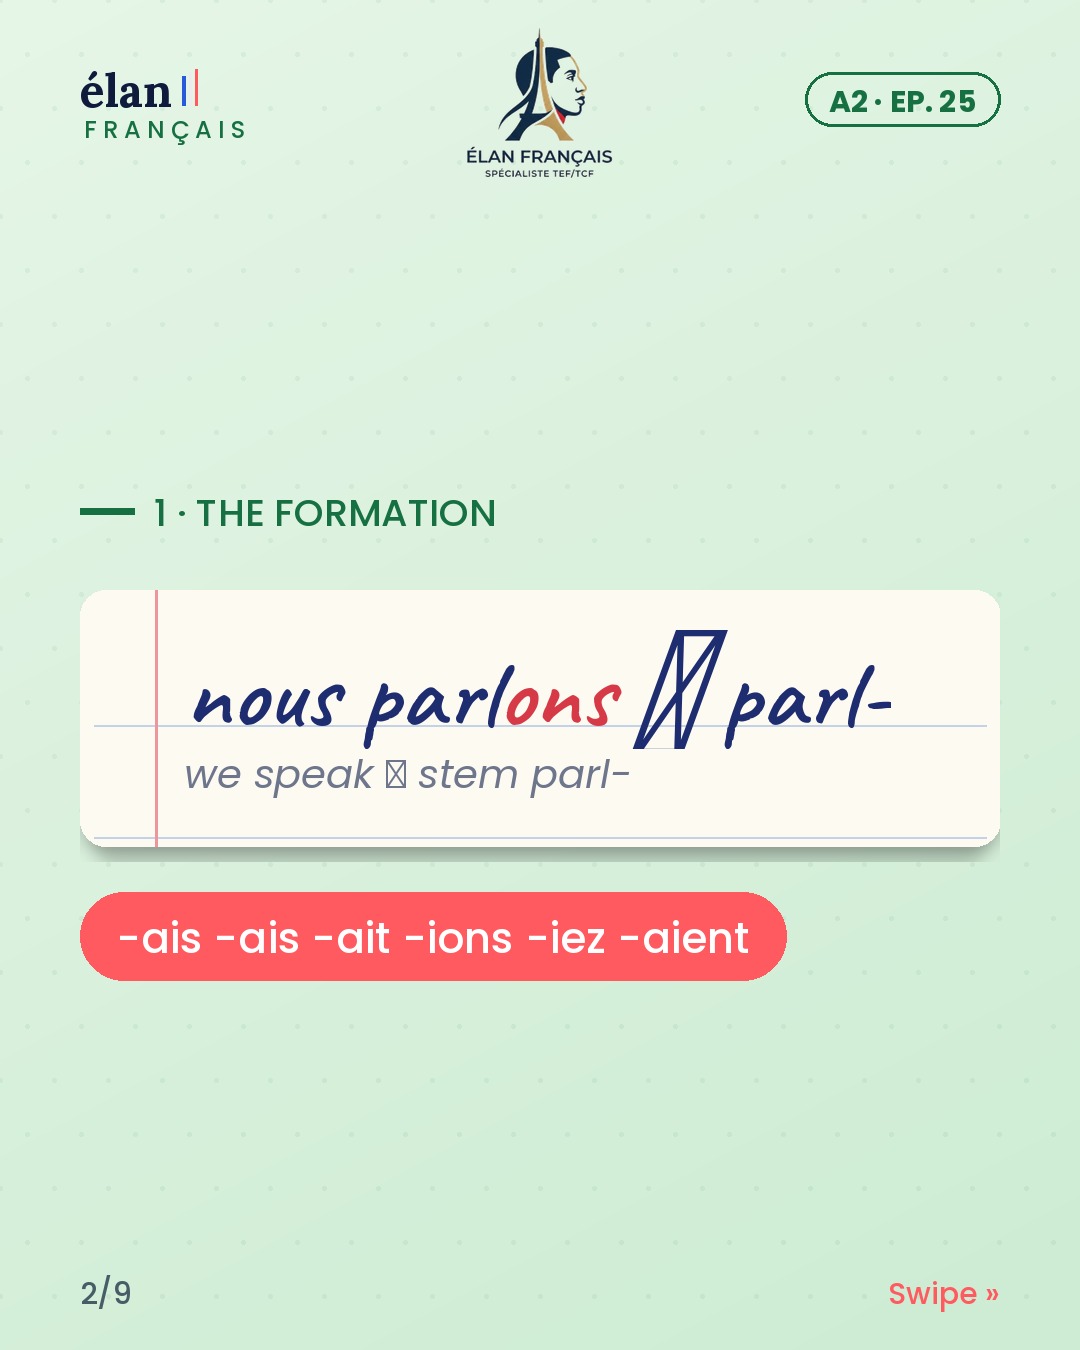 élan
FRANÇAIS
ÉLAN FRANÇAIS
SPÉCIALISTE TEF/TCF
A2 · EP. 25
1 · THE FORMATION
nous parlons parl-
we speak stem parl-
-ais -ais -ait -ions -iez -aient
2/9
Swipe »